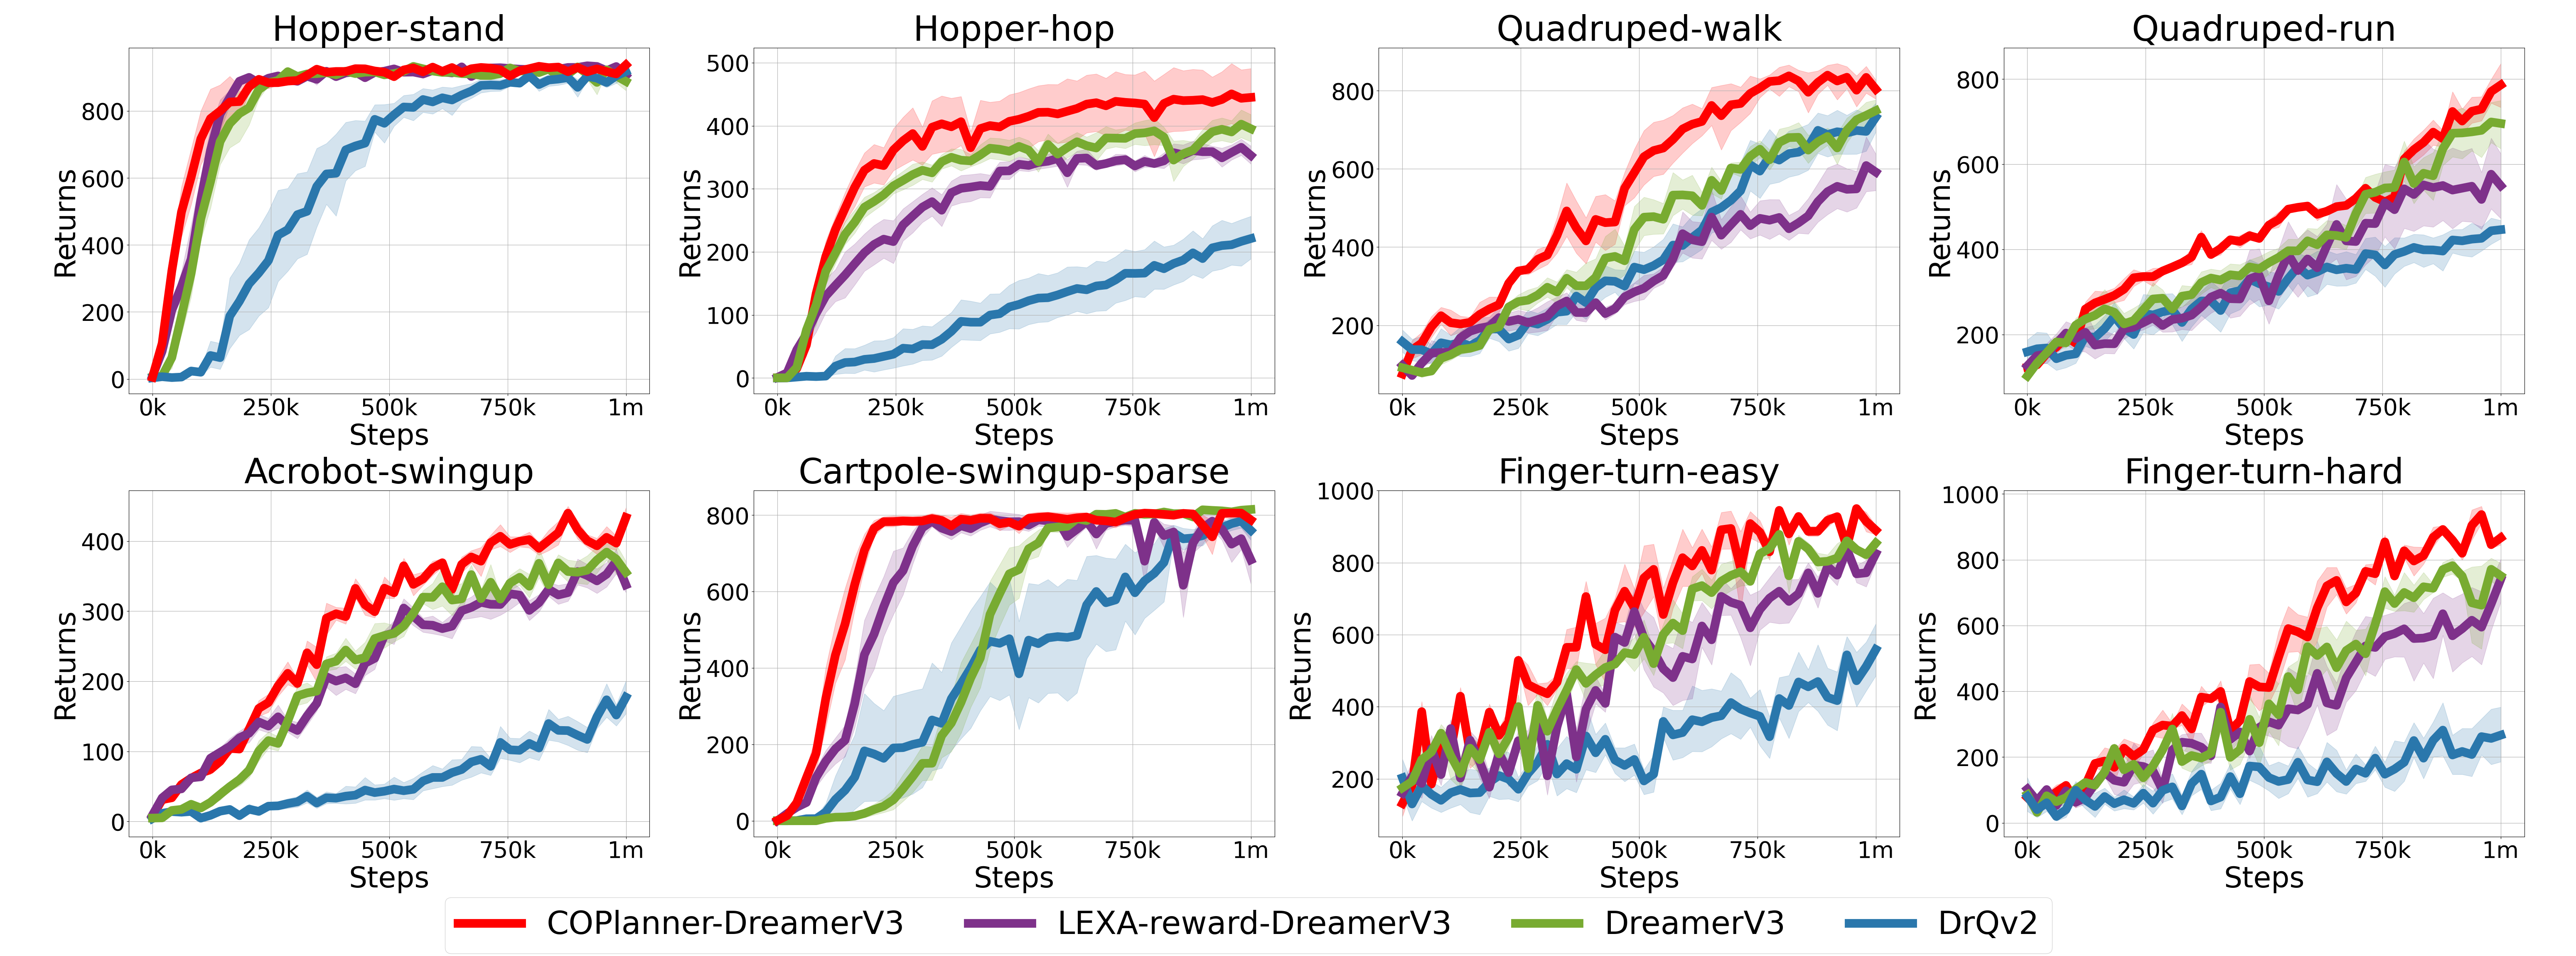 Hopper-stand
Returns
800
600
400
200
0
0k 250k 500k 750k 1m
Steps
Hopper-hop
Returns
500
400
300
200
100
0
0k 250k 500k 750k 1m
Steps
Quadruped-walk
Returns
800
600
400
200
0k 250k 500k 750k 1m
Steps
Quadruped-run
Returns
800
600
400
200
0k 250k 500k 750k 1m
Steps
Acrobot-swingup
Returns
400
300
200
100
0
0k 250k 500k 750k 1m
Steps
Cartpole-swingup-sparse
Returns
800
600
400
200
0
0k 250k 500k 750k 1m
Steps
Finger-turn-easy
Returns
1000
800
600
400
200
0k 250k 500k 750k 1m
Steps
Finger-turn-hard
Returns
1000
800
600
400
200
0
0k 250k 500k 750k 1m
Steps
COPlanner-DreamerV3 LEXA-reward-DreamerV3 DreamerV3 DrQv2